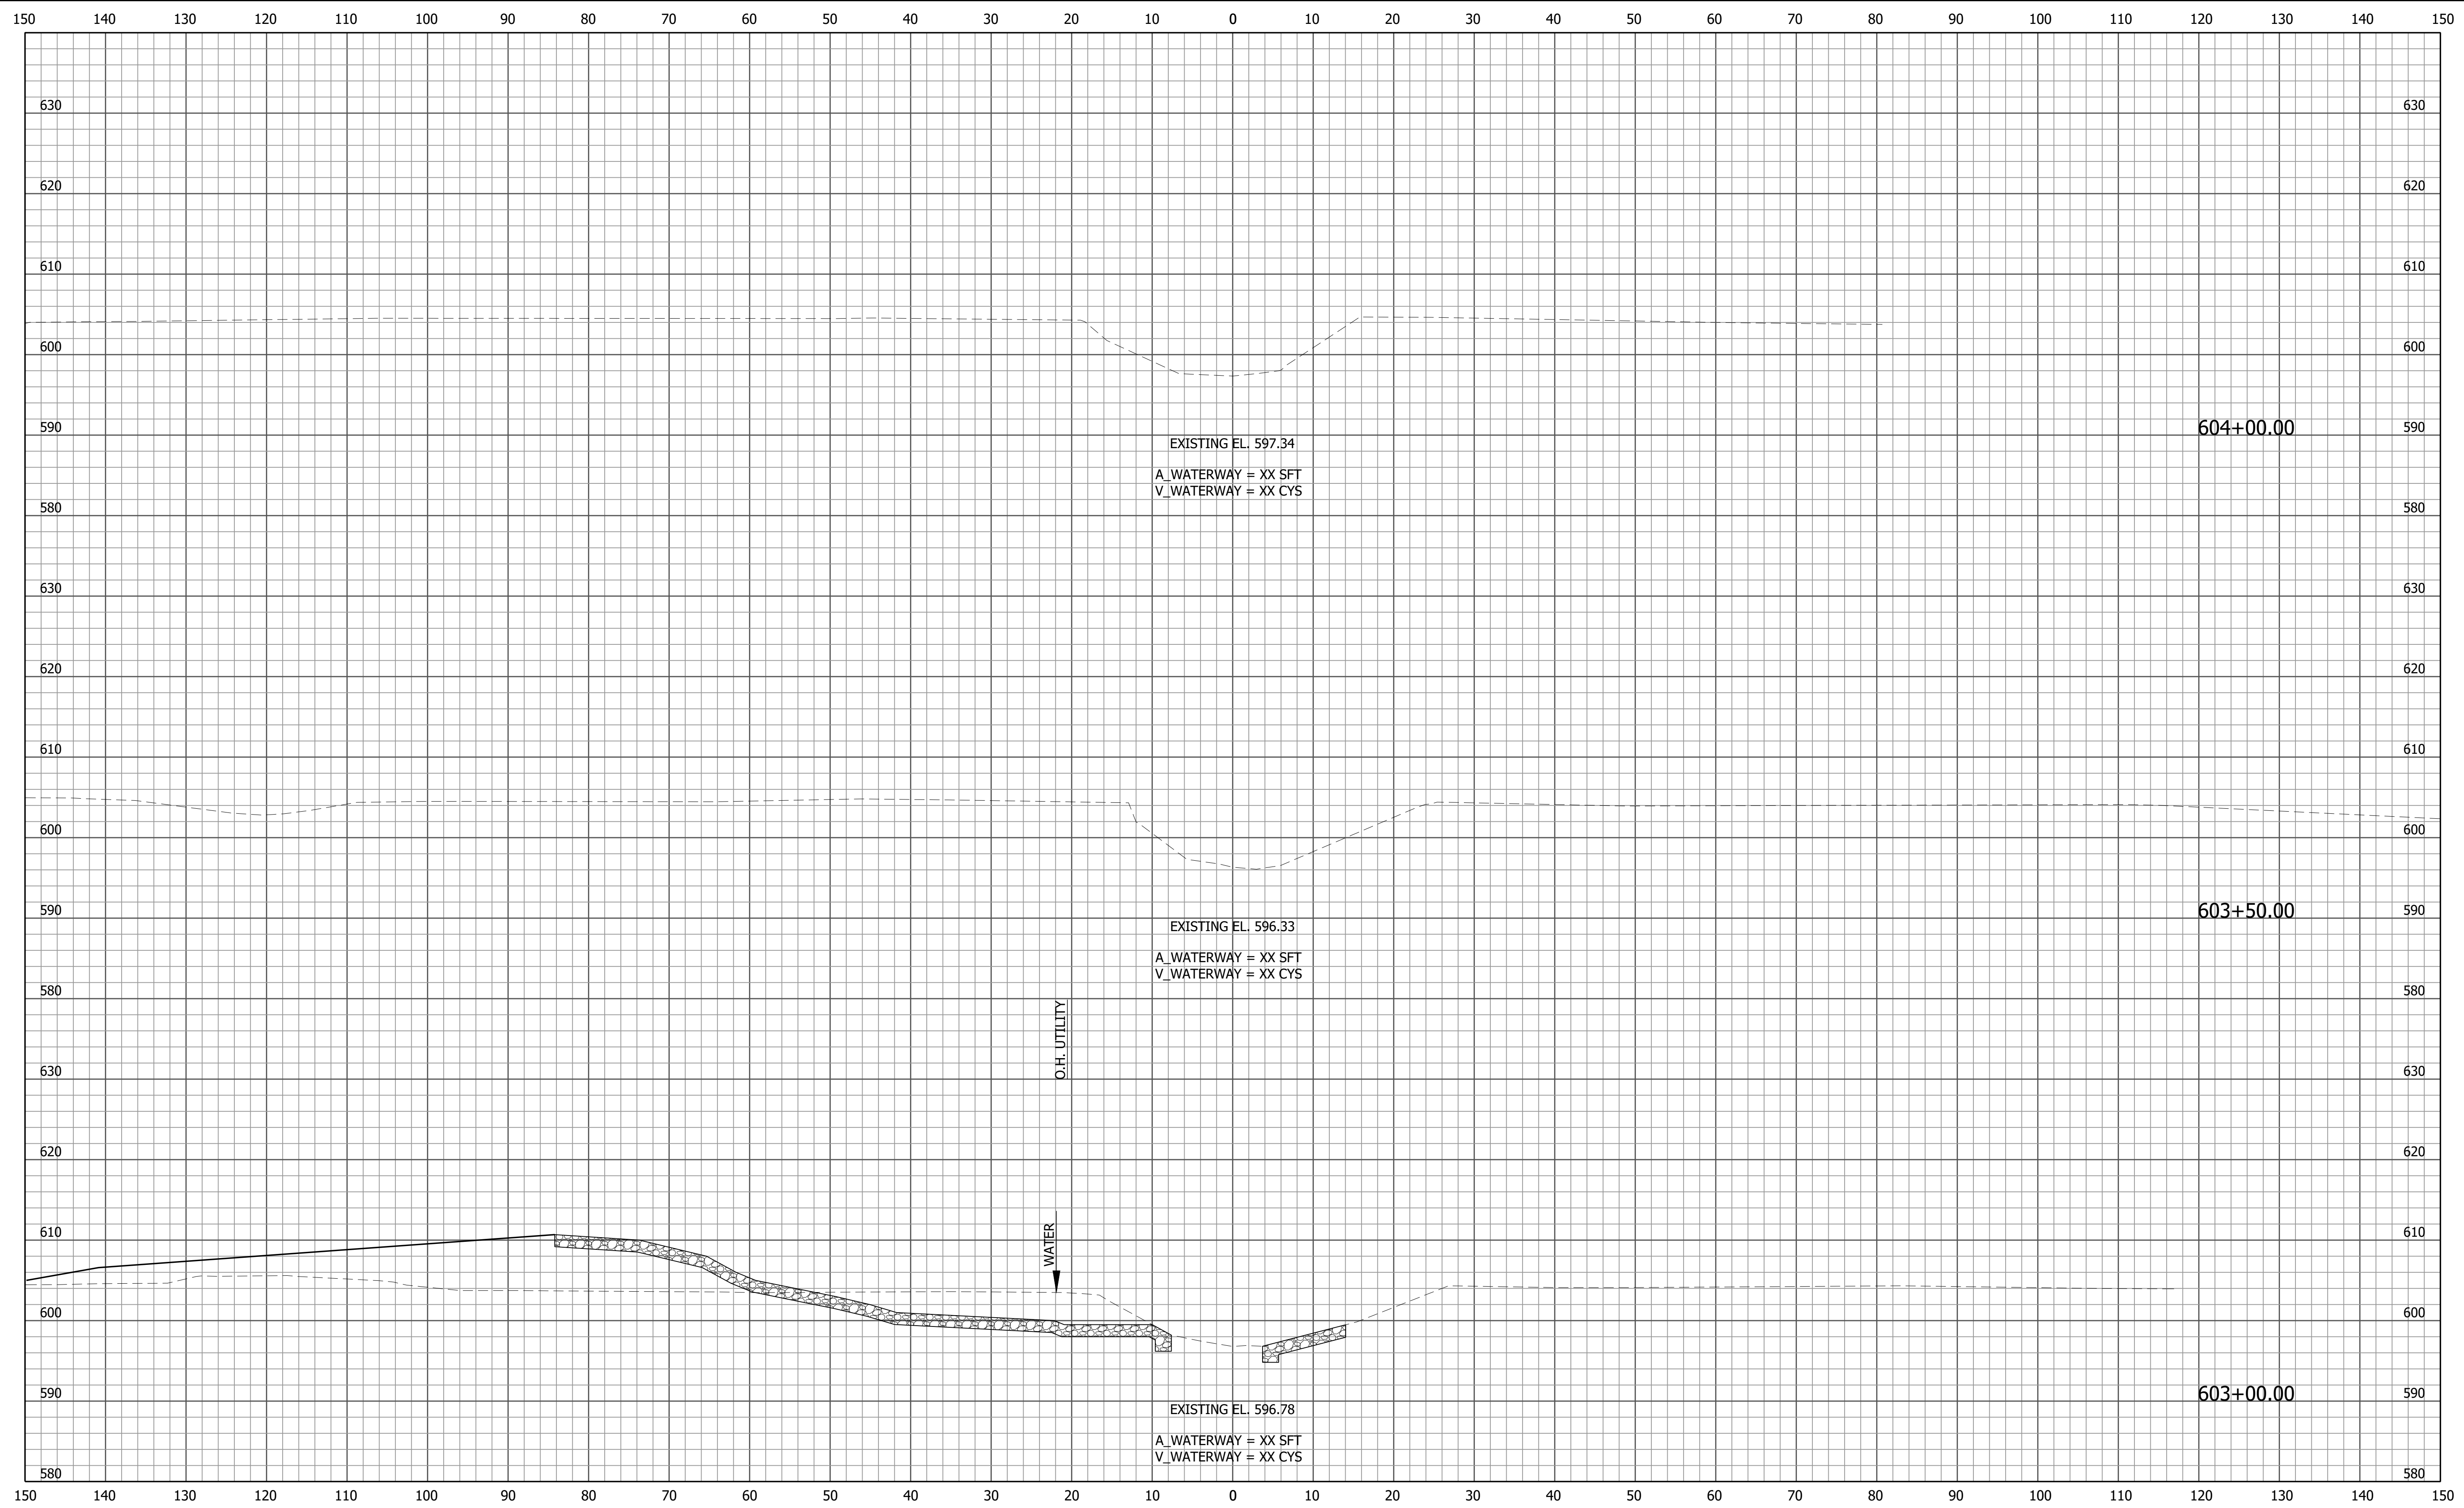 150 140 130 120 110 100 90 80 70 60 50 40 30 20 10 0 10 20 30 40 50 60 70 80 90 100 110 120 130 140 150
630 630
620 620
610 610
600 600
590 604+00.00 590
EXISTING EL. 597.34
A_WATERWAY = XX SFT
V_WATERWAY = XX CYS
580 580
630 630
620 620
610 610
600 600
590 603+50.00 590
EXISTING EL. 596.33
A_WATERWAY = XX SFT
V_WATERWAY = XX CYS
580 580
O.H. UTILITY
630 630
620 620
610 610
WATER
600 600
590 603+00.00 590
EXISTING EL. 596.78
A_WATERWAY = XX SFT
V_WATERWAY = XX CYS
580 580
150 140 130 120 110 100 90 80 70 60 50 40 30 20 10 0 10 20 30 40 50 60 70 80 90 100 110 120 130 140 150